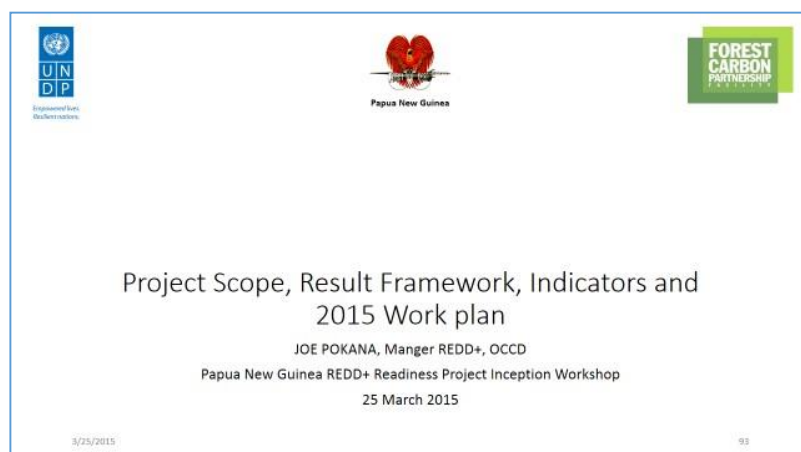 U N
D P
Empowered lives.
Resilient nations.
Papua New Guinea
FOREST
CARBON
PARTNERSHIP
FACILITY
Project Scope, Result Framework, Indicators and
2015 Work plan
JOE POKANA, Manger REDD+, OCCD
Papua New Guinea REDD+ Readiness Project Inception Workshop
25 March 2015
3/25/2015
93